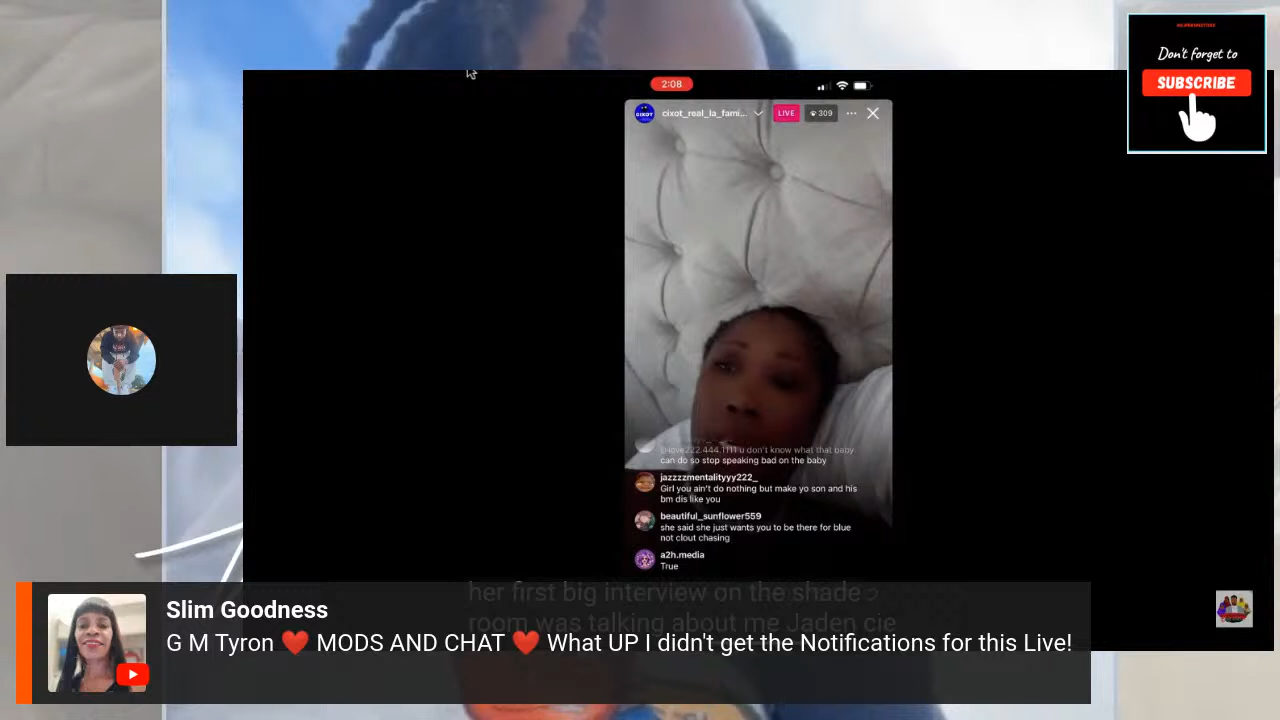 Don't forget to
SUBSCRIBE
2:08
CIXOT
cixot_real_la_fami...
LIVE
309
u don't know what that baby
can do so stop speaking bad on the baby
jazzzzmentalityyy222_
Girl you ain't do nothing but make yo son and his
bm dis like you
beautiful_sunflower559
she said she just wants you to be there for blue
not clout chasing
a2h.media
True
her first big interview on the shade
room was talking about me Jaden cie
Slim Goodness
G M Tyron ❤️ MODS AND CHAT ❤️ What UP I didn't get the Notifications for this Live!